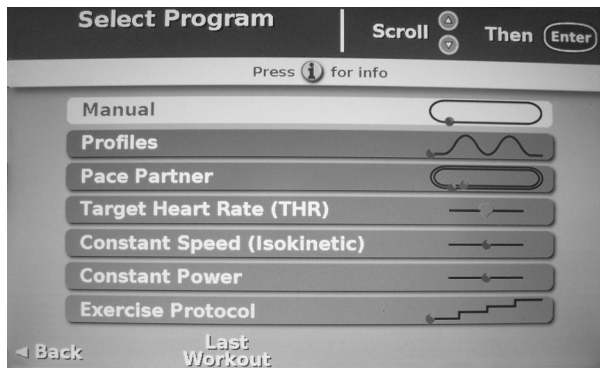 Select Program
Scroll Then Enter
Press i for info
Manual
Profiles
Pace Partner
Target Heart Rate (THR)
Constant Speed (Isokinetic)
Constant Power
Exercise Protocol
Back
Last
Workout